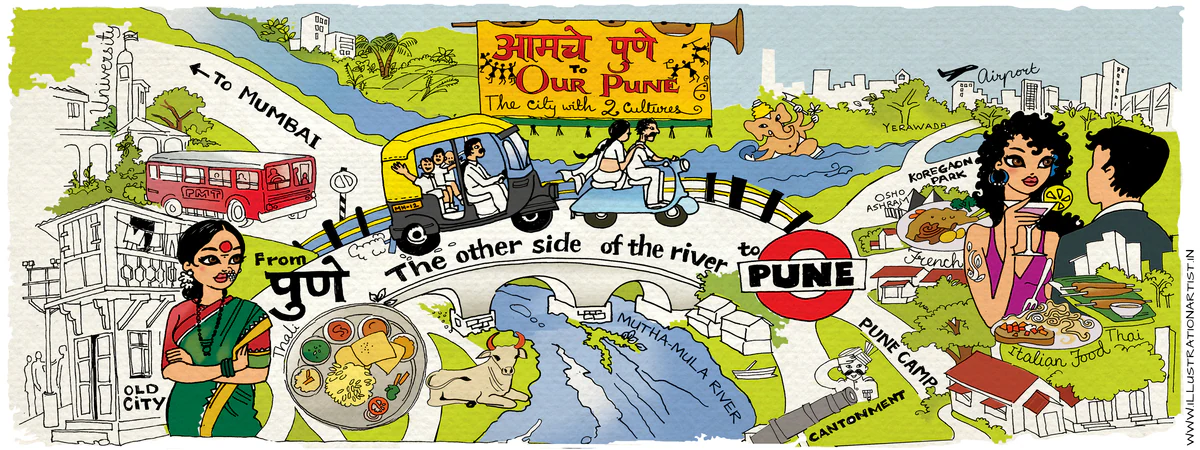 University
← TO MUMBAI
PMT
आमचे पुणे
TO
OUR PUNE
The city with 2 Cultures
MH-12
Airport
YERAWADA
KOREGAON
PARK
OSHO
ASHRAM
French
From
पुणे
The other side of the river
to
PUNE
Thali
OLD
CITY
MUTHA-MULA RIVER
PUNE CAMP
CANTONMENT
Italian Food
Thai
WWW.ILLUSTRATIONARTIST.IN